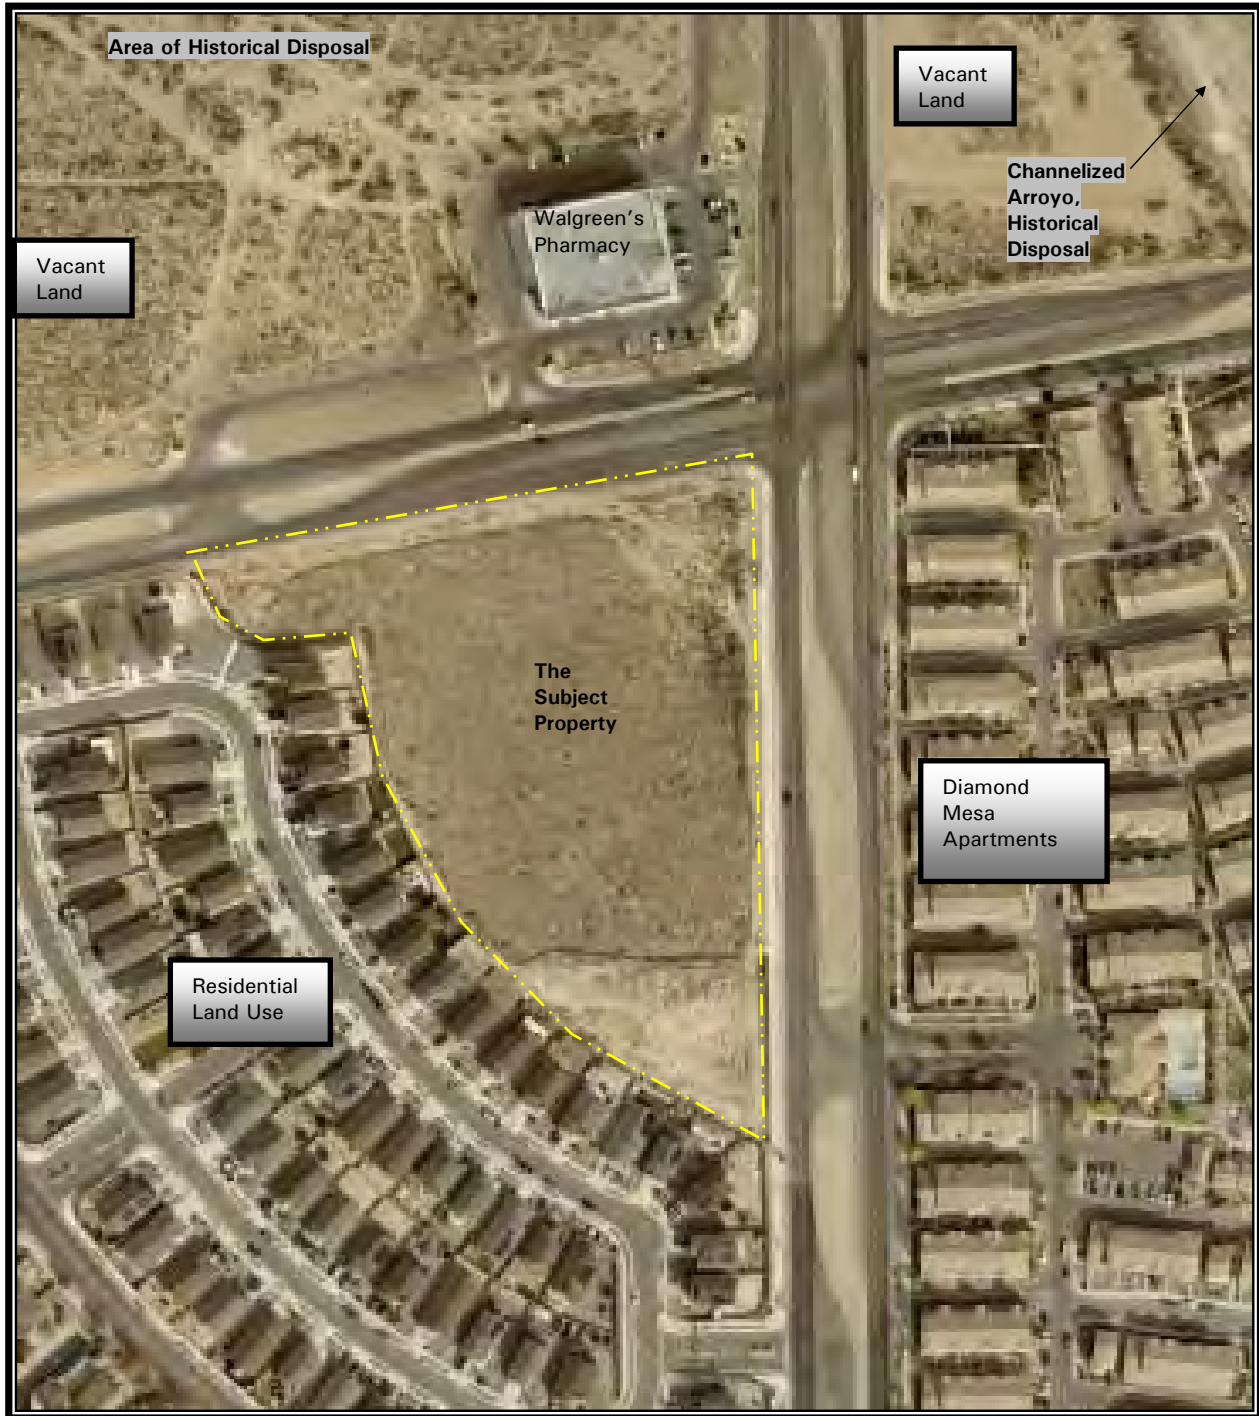 Area of Historical Disposal
Vacant
Land
Channelized
Arroyo,
Historical
Disposal
Walgreen's
Pharmacy
Vacant
Land
The
Subject
Property
Diamond
Mesa
Apartments
Residential
Land Use